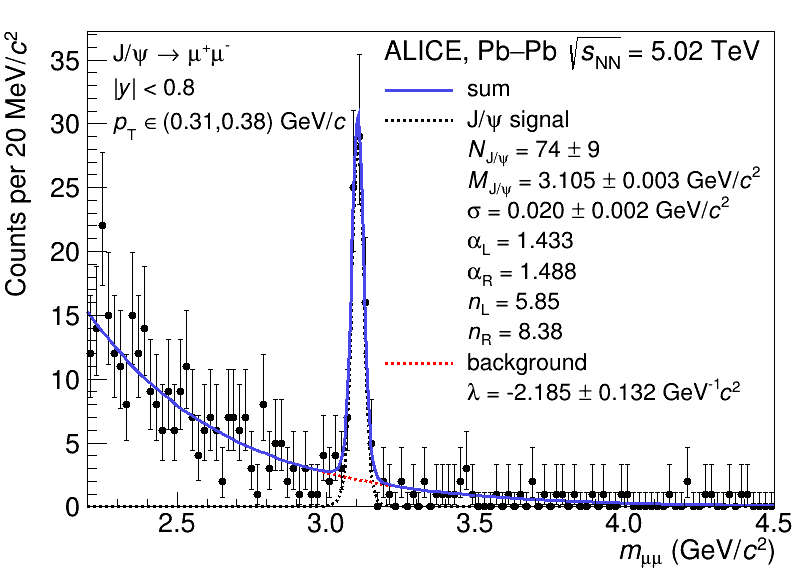 J/ψ → μ⁺μ⁻
|y| < 0.8
p_T ∈ (0.31,0.38) GeV/c
ALICE, Pb–Pb √s_NN = 5.02 TeV
sum
J/ψ signal
N_J/ψ = 74 ± 9
M_J/ψ = 3.105 ± 0.003 GeV/c²
σ = 0.020 ± 0.002 GeV/c²
α_L = 1.433
α_R = 1.488
n_L = 5.85
n_R = 8.38
background
λ = -2.185 ± 0.132 GeV⁻¹c²
Counts per 20 MeV/c²
35
30
25
20
15
10
5
0
2.5 3.0 3.5 4.0 4.5
m_μμ (GeV/c²)